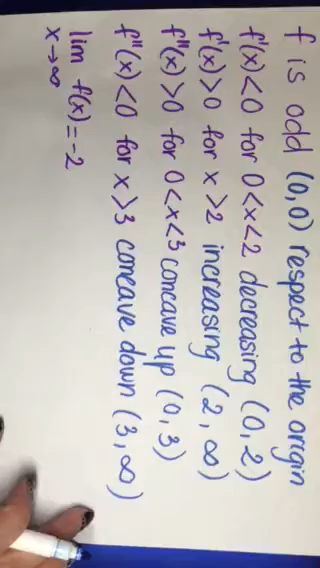 f is odd (0,0) respect to the origin
f'(x)<0 for 0<x<2 decreasing (0,2)
f'(x)>0 for x>2 increasing (2,∞)
f''(x)>0 for 0<x<3 concave up (0,3)
f''(x)<0 for x>3 concave down (3,∞)
lim f(x)=-2
x→∞